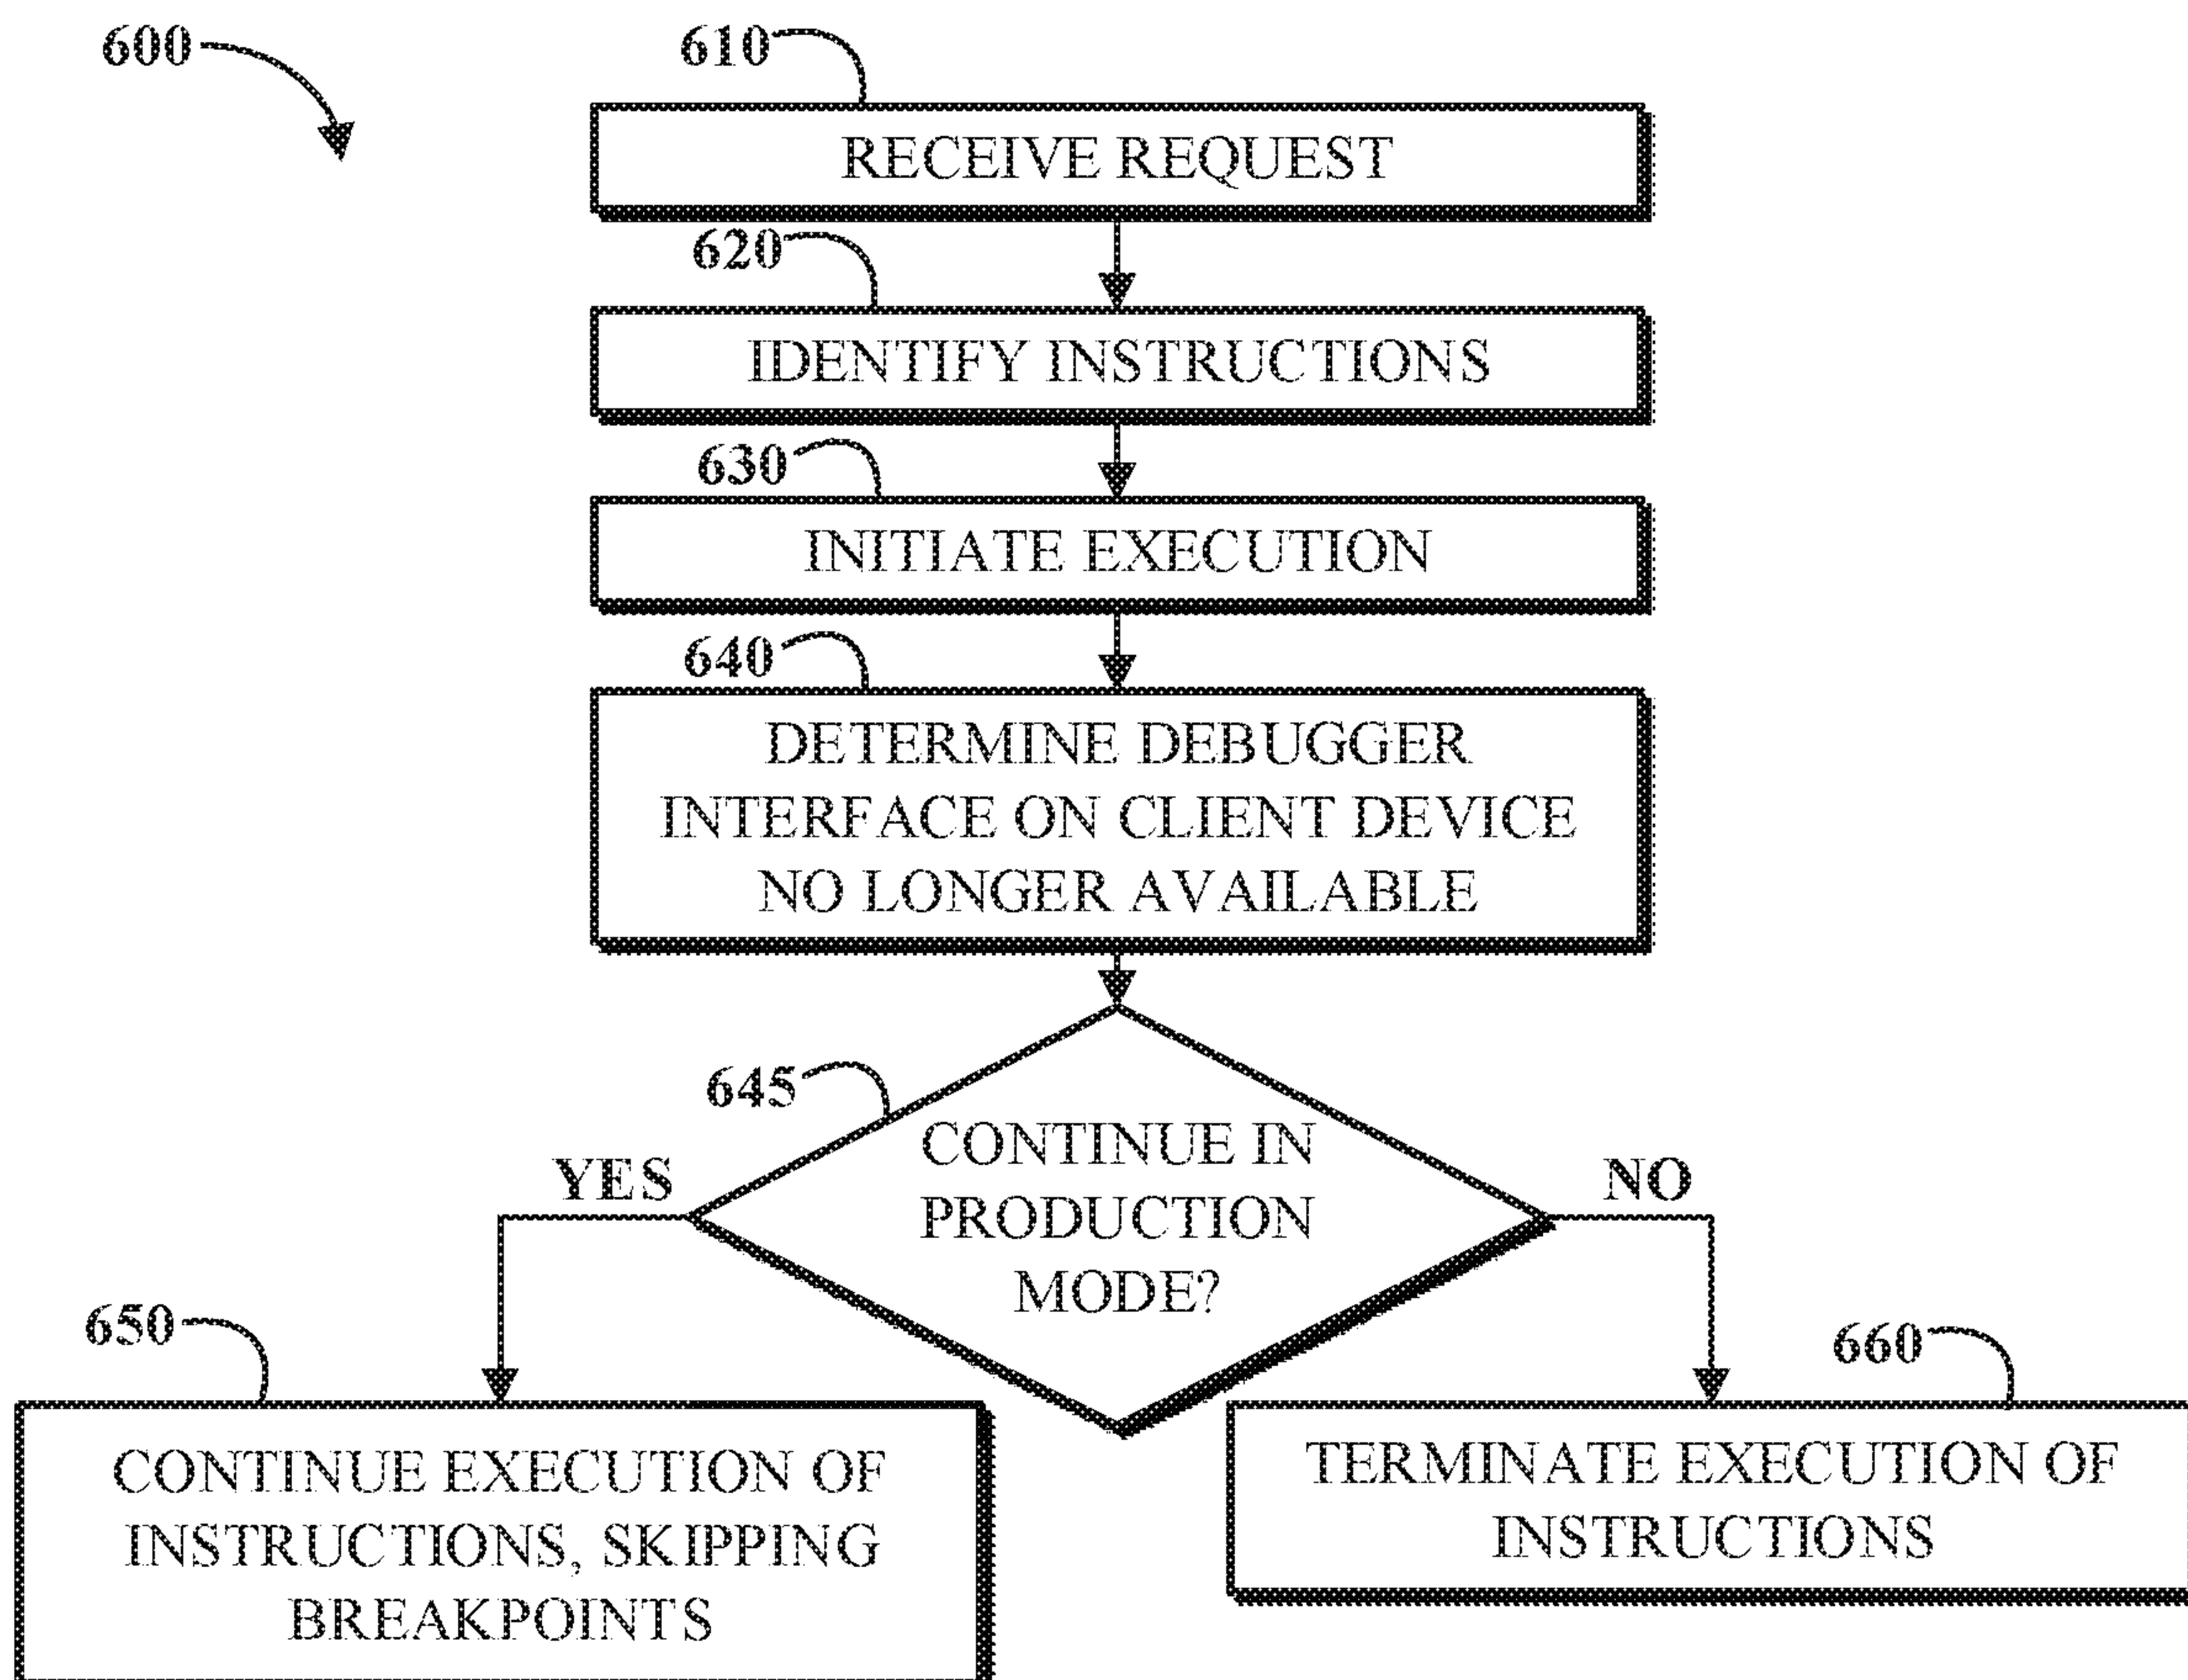 600
610
RECEIVE REQUEST
620
IDENTIFY INSTRUCTIONS
630
INITIATE EXECUTION
640
DETERMINE DEBUGGER
INTERFACE ON CLIENT DEVICE
NO LONGER AVAILABLE
645
CONTINUE IN
PRODUCTION
MODE?
YES
NO
650
CONTINUE EXECUTION OF
INSTRUCTIONS, SKIPPING
BREAKPOINTS
660
TERMINATE EXECUTION OF
INSTRUCTIONS